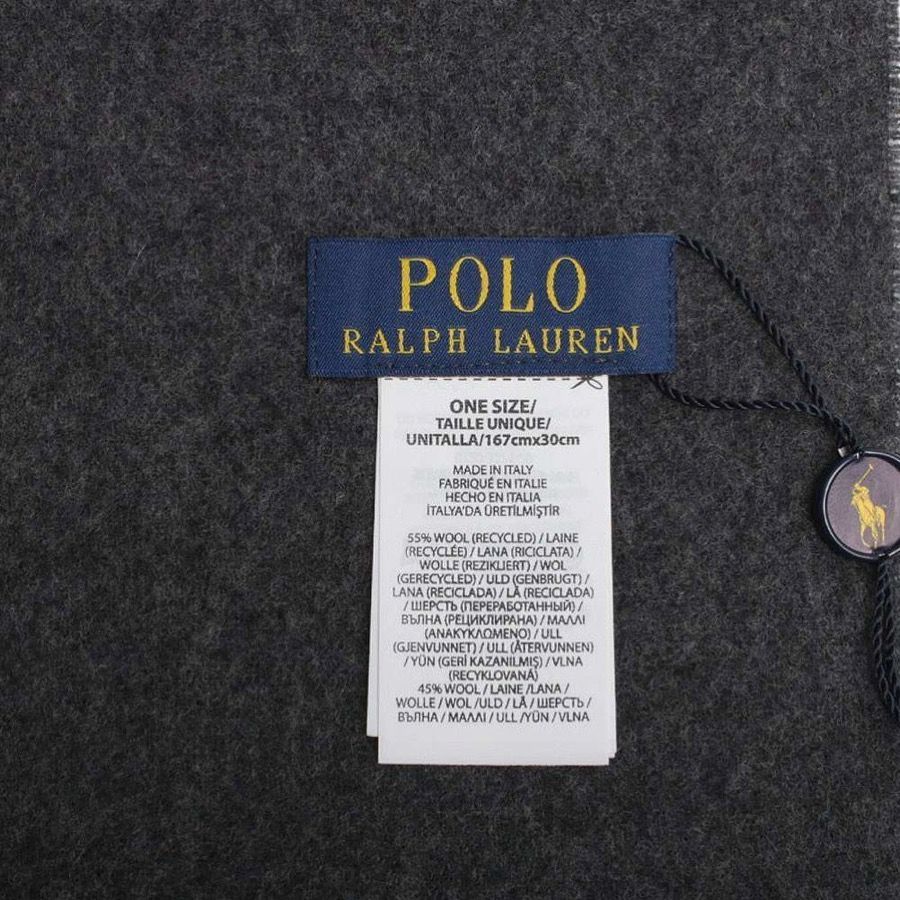 POLO
RALPH LAUREN
ONE SIZE/
TAILLE UNIQUE/
UNITALLA/167cmx30cm
MADE IN ITALY
FABRIQUÉ EN ITALIE
HECHO EN ITALIA
İTALYA'DA ÜRETİLMİŞTİR
55% WOOL (RECYCLED) / LAINE
(RECYCLÉE) / LANA (RICICLATA) /
WOLLE (REZIKLIERT) / WOL
(GERECYCLED) / ULD (GENBRUGT) /
LANA (RECICLADA) / LÃ (RECICLADA)
/ ШЕРСТЬ (ПЕРЕРАБОТАННЫЙ) /
ВЪЛНА (РЕЦИКЛИРАНА) / ΜΑΛΛΙ
(ΑΝΑΚΥΚΛΩΜΕΝΟ) / ULL
(GJENVUNNET) / ULL (ÅTERVUNNEN)
/ YÜN (GERİ KAZANILMIŞ) / VLNA
(RECYKLOVANÁ)
45% WOOL / LAINE /LANA /
WOLLE / WOL /ULD / LÃ / ШЕРСТЬ /
ВЪЛНА / ΜΑΛΛΙ / ULL /YÜN / VLNA